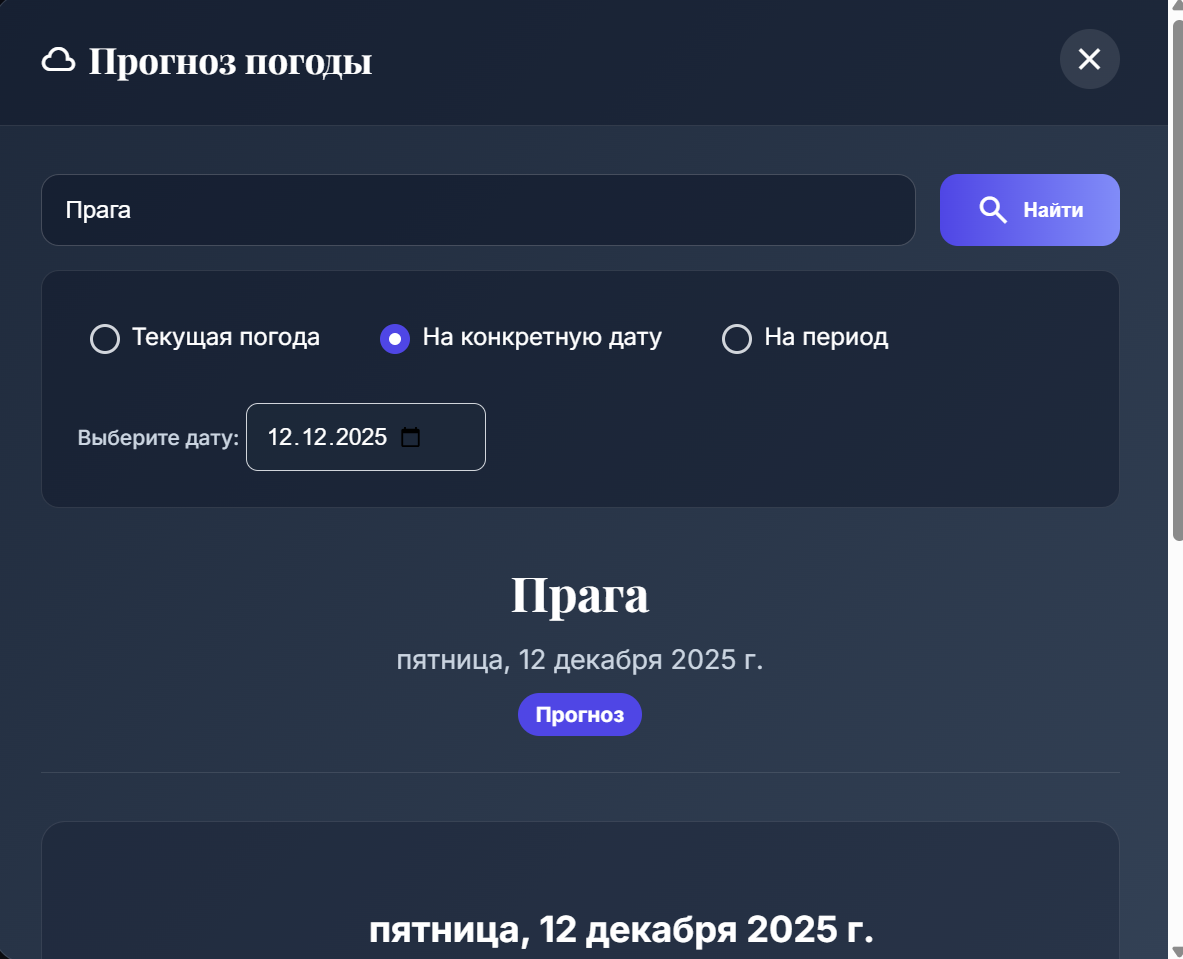 Прогноз погоды
Прага
Найти
Текущая погода На конкретную дату На период
Выберите дату: 12.12.2025
Прага
пятница, 12 декабря 2025 г.
Прогноз
пятница, 12 декабря 2025 г.